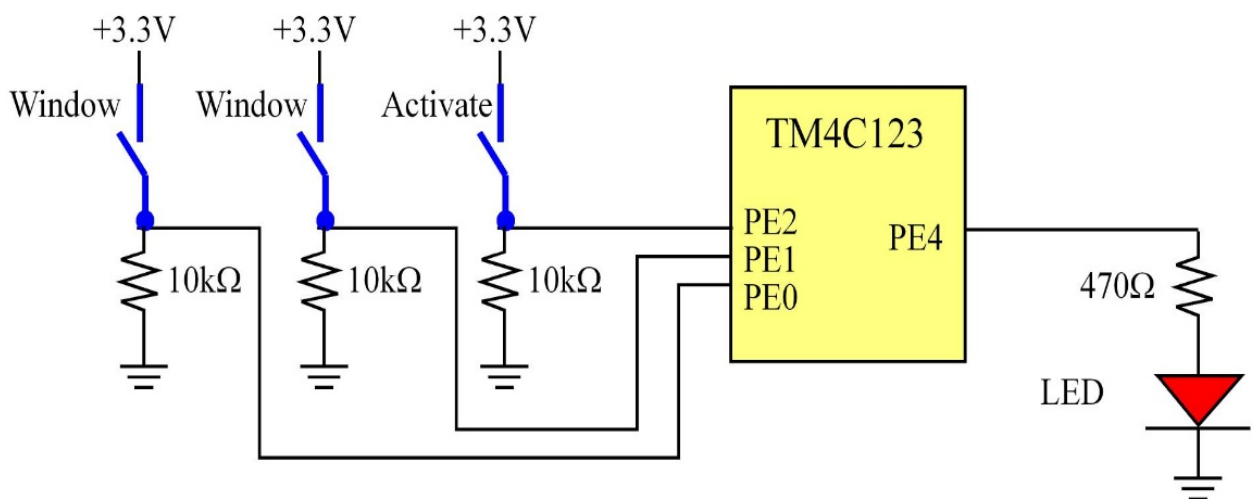 +3.3V +3.3V +3.3V
Window Window Activate
TM4C123
PE2
PE4
PE1
PE0
10kΩ 10kΩ 10kΩ
470Ω
LED